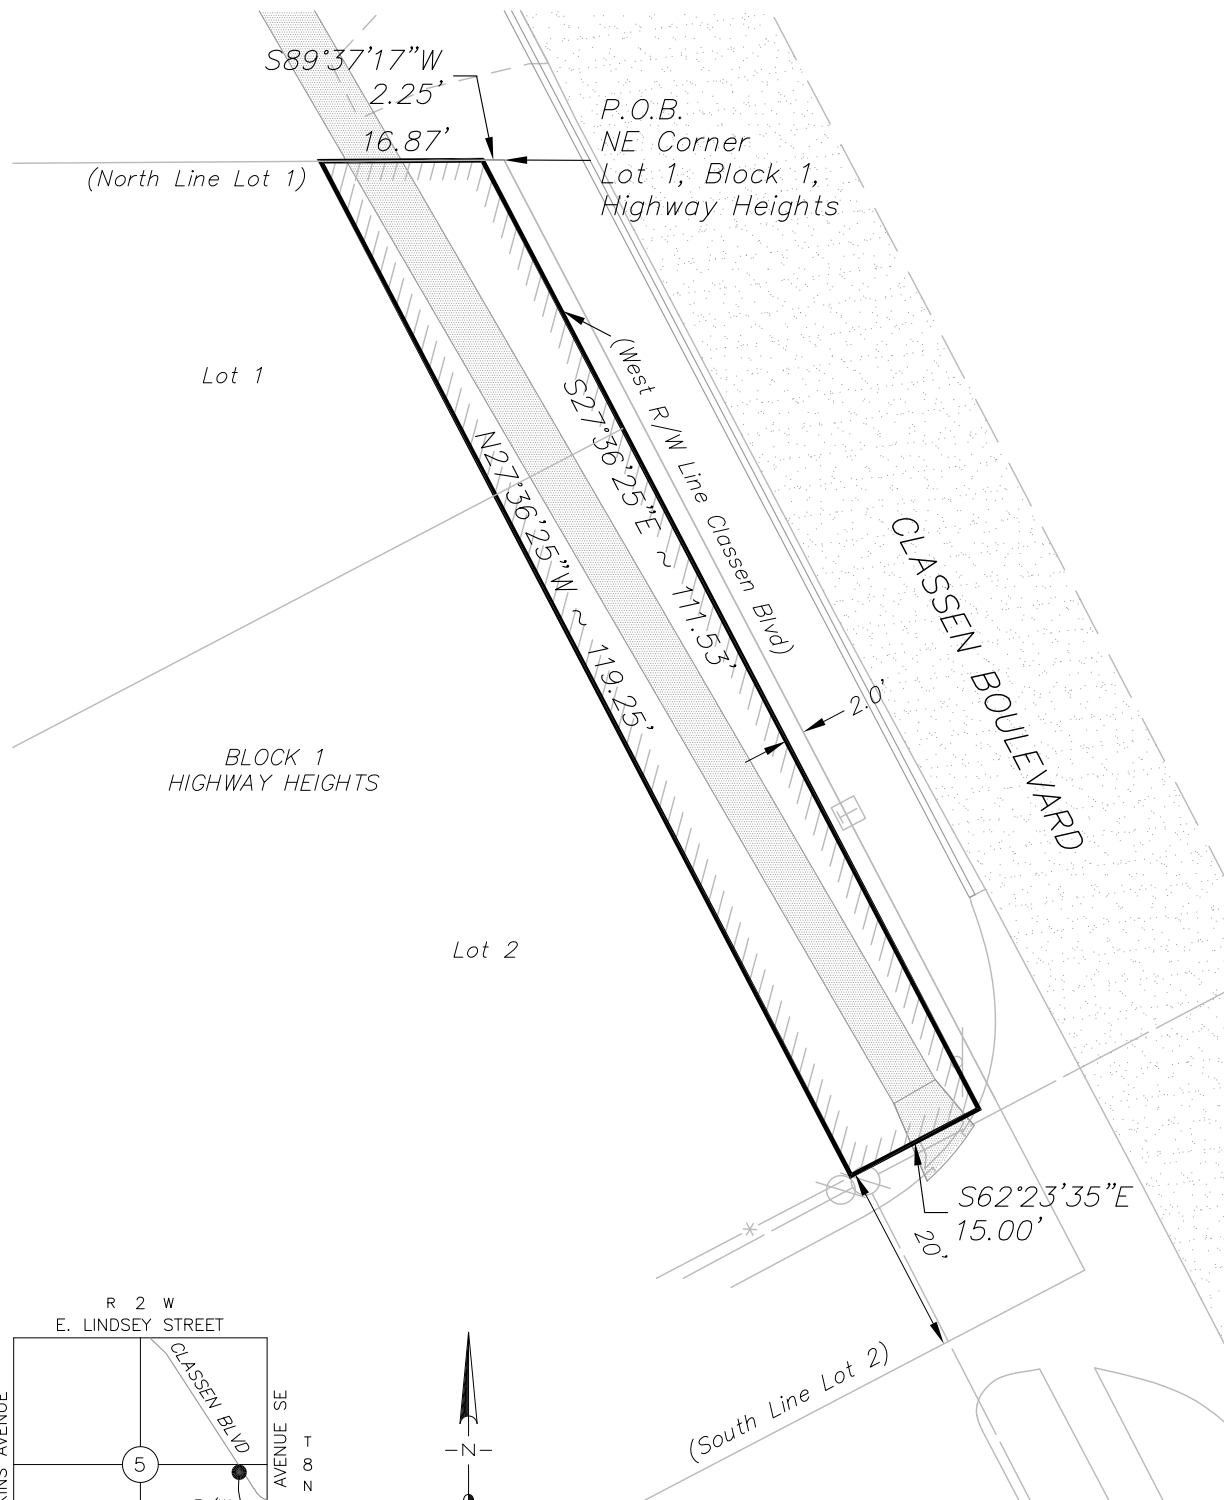 S89°37'17"W
2.25'
16.87'
P.O.B.
NE Corner
Lot 1, Block 1,
Highway Heights
(North Line Lot 1)
Lot 1
(West R/W Line Classen Blvd)
S27°36'25"E ~ 111.53'
N27°36'25"W ~ 119.25'
CLASSEN BOULEVARD
2.0'
BLOCK 1
HIGHWAY HEIGHTS
H
Lot 2
S62°23'35"E
15.00'
20'
(South Line Lot 2)
R 2 W
E. LINDSEY STREET
CLASSEN BLVD
AVENUE
AVENUE SE
T
8
N
5
-N-